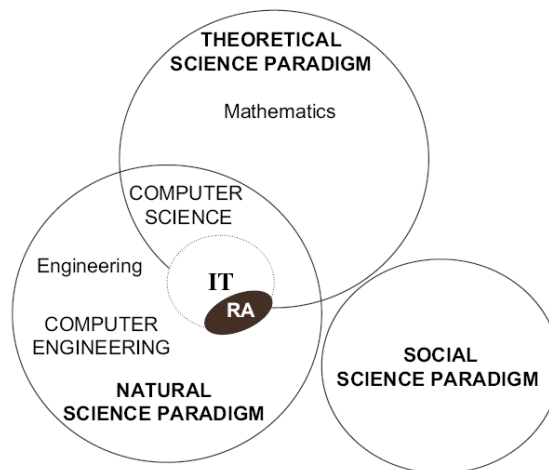 THEORETICAL
SCIENCE PARADIGM
Mathematics
COMPUTER
SCIENCE
Engineering
IT
RA
COMPUTER
ENGINEERING
NATURAL
SCIENCE PARADIGM
SOCIAL
SCIENCE PARADIGM